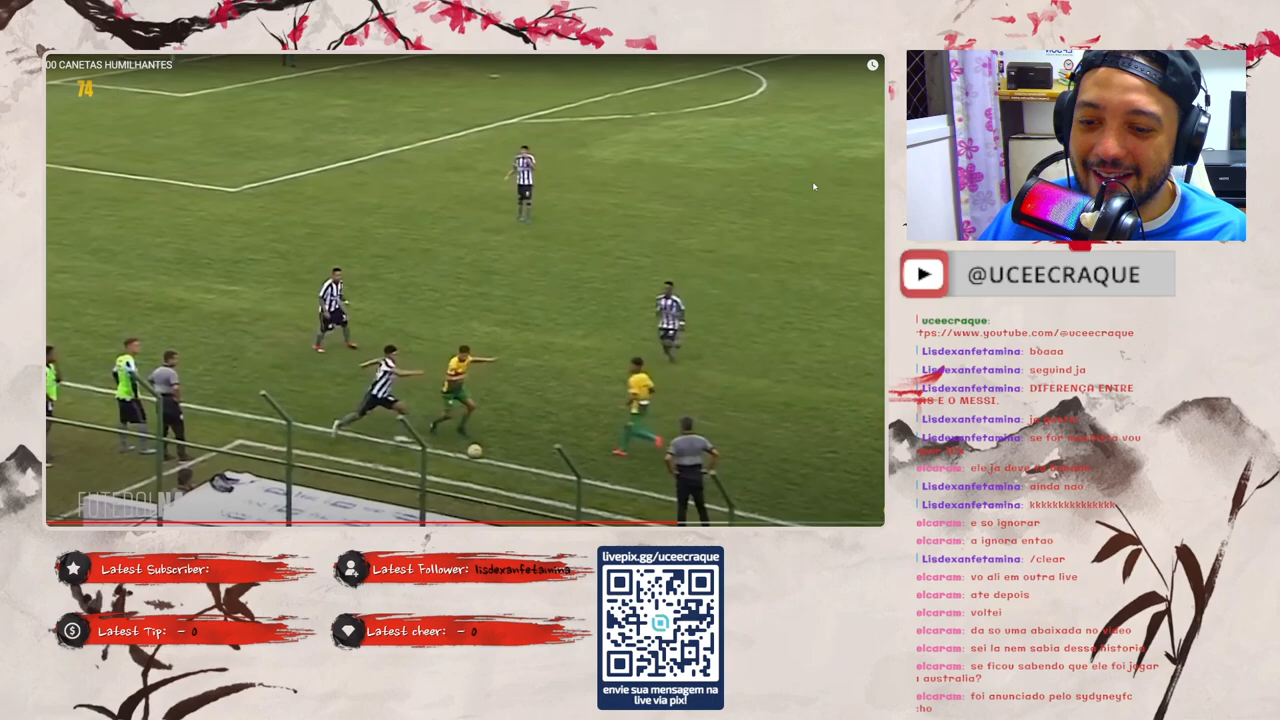 00 CANETAS HUMILHANTES
74
FUTEBOL
@UCEECRAQUE
uceecraque:
tps://www.youtube.com/@uceecraque
Lisdexanfetamina: boaaa
Lisdexanfetamina: seguind ja
Lisdexanfetamina: DIFERENÇA ENTRE
E O MESSI.
Lisdexanfetamina:
Lisdexanfetamina: se for vou
elcaram: ele ja deve
Lisdexanfetamina: ainda nao
Lisdexanfetamina: kkkkkkkkkkkkkkk
elcaram: e so ignorar
elcaram: a ignora entao
Lisdexanfetamina: /clear
elcaram: vo ali em outra live
elcaram: ate depois
elcaram: voltei
elcaram: da so uma abaixada no video
elcaram: sei la nem sabia dessa historia
elcaram: se ficou sabendo que ele foi jogar
a australia?
elcaram: foi anunciado pelo sydyneyfc
cho
Latest Subscriber:
Latest Follower: lisdexanfetamina
Latest Tip: - 0
Latest cheer: - 0
livepix.gg/uceecraque
envie sua mensagem na
live via pix!